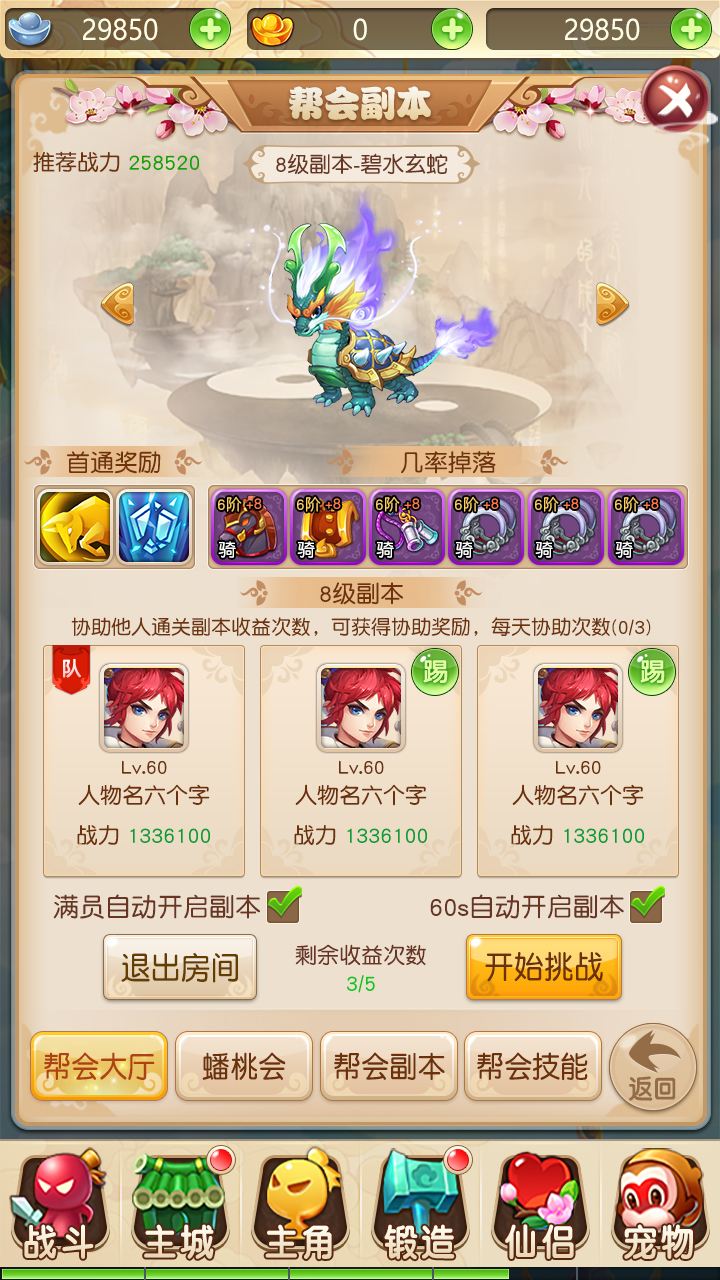 29850 0 29850
帮会副本
推荐战力 258520
8级副本-碧水玄蛇
首通奖励 几率掉落
6阶+8 6阶+8 6阶+8 6阶+8 6阶+8 6阶+8
骑 骑 骑 骑 骑 骑
8级副本
协助他人通关副本收益次数，可获得协助奖励，每天协助次数(0/3)
队 踢 踢
Lv.60 Lv.60 Lv.60
人物名六个字 人物名六个字 人物名六个字
战力 1336100 战力 1336100 战力 1336100
满员自动开启副本 60s自动开启副本
退出房间 剩余收益次数 开始挑战
3/5
帮会大厅 蟠桃会 帮会副本 帮会技能 返回
战斗 主城 主角 锻造 仙侣 宠物